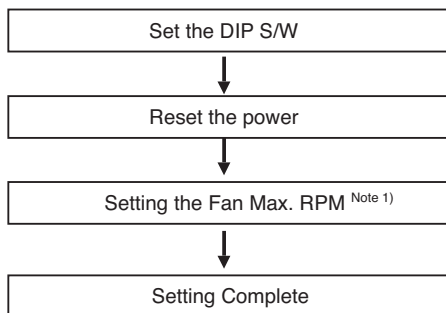 Set the DIP S/W
Reset the power
Setting the Fan Max. RPM Note 1)
Setting Complete